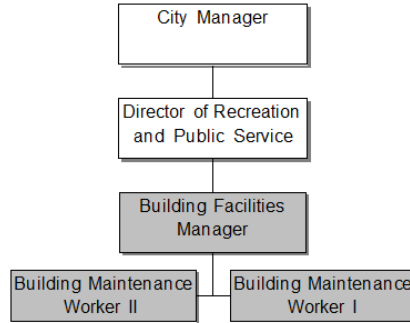 City Manager
Director of Recreation
and Public Service
Building Facilities
Manager
Building Maintenance
Worker II
Building Maintenance
Worker I